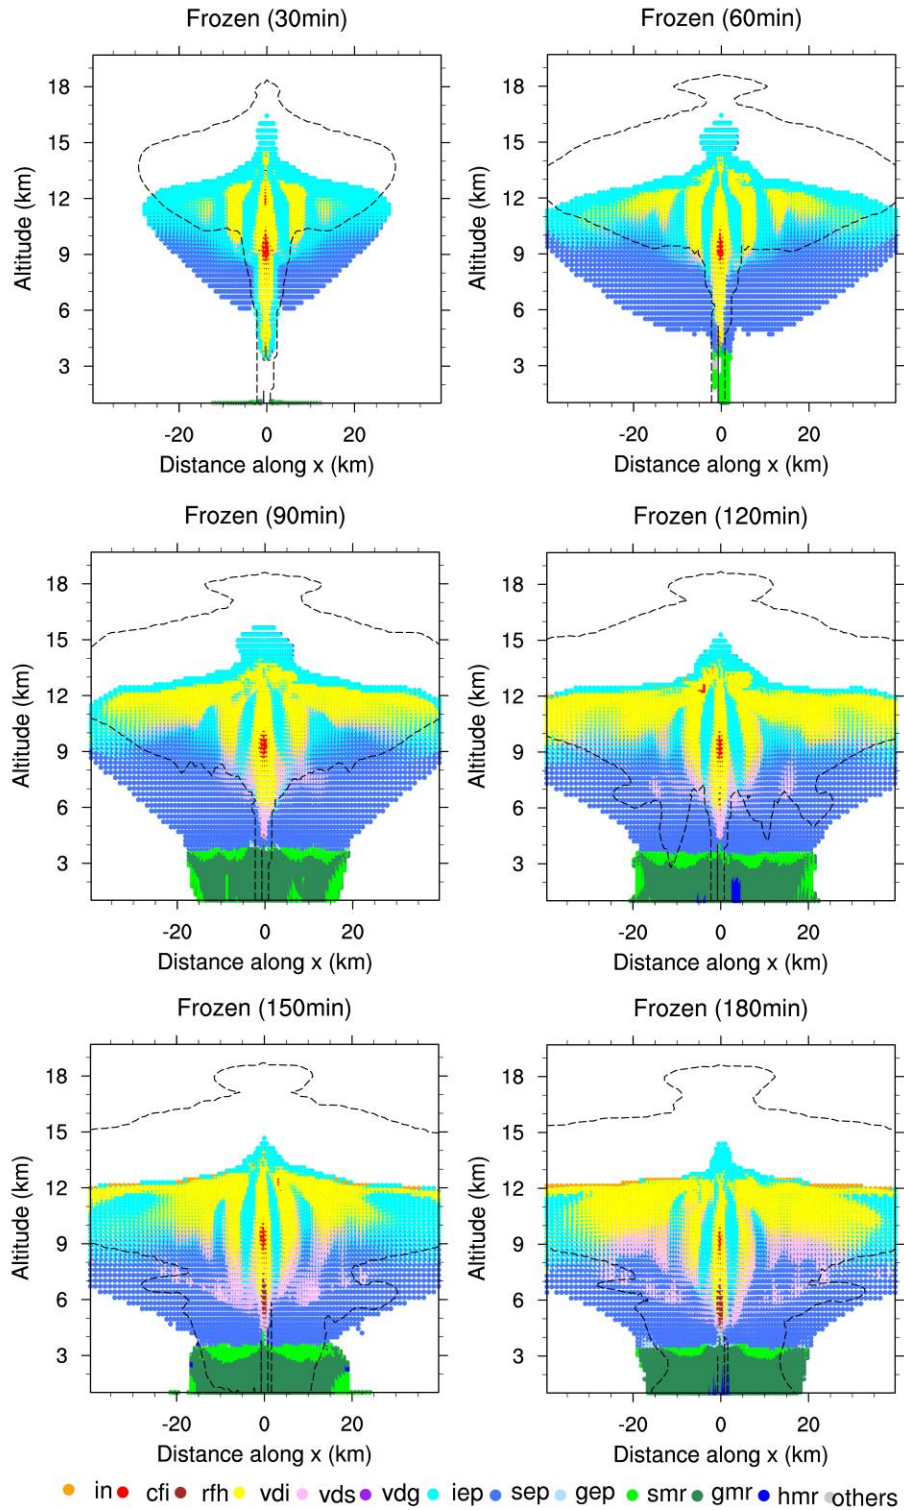 Frozen (30min)
Frozen (60min)
Altitude (km)
18
15
12
9
6
3
-20 0 20
Distance along x (km)
Altitude (km)
18
15
12
9
6
3
-20 0 20
Distance along x (km)
Frozen (90min)
Frozen (120min)
Altitude (km)
18
15
12
9
6
3
-20 0 20
Distance along x (km)
Altitude (km)
18
15
12
9
6
3
-20 0 20
Distance along x (km)
Frozen (150min)
Frozen (180min)
Altitude (km)
18
15
12
9
6
3
-20 0 20
Distance along x (km)
Altitude (km)
18
15
12
9
6
3
-20 0 20
Distance along x (km)
in cfi rfh vdi vds vdg iep sep gep smr gmr hmr others